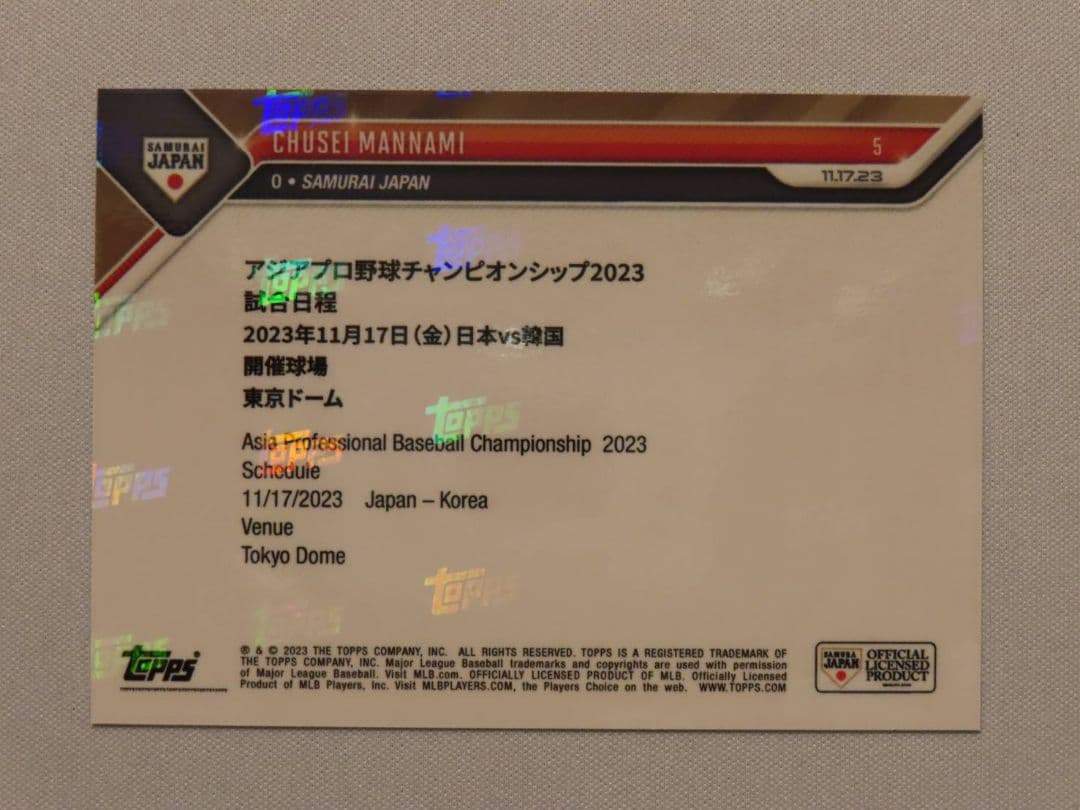 SAMURAI
JAPAN
CHUSEI MANNAMI
5
O • SAMURAI JAPAN
11.17.23
アジアプロ野球チャンピオンシップ2023
試合日程
2023年11月17日（金）日本vs韓国
開催球場
東京ドーム
Asia Professional Baseball Championship 2023
Schedule
11/17/2023 Japan – Korea
Venue
Tokyo Dome
Topps
® & © 2023 THE TOPPS COMPANY, INC. ALL RIGHTS RESERVED. TOPPS IS A REGISTERED TRADEMARK OF
THE TOPPS COMPANY, INC. Major League Baseball trademarks and copyrights are used with permission
of Major League Baseball. Visit MLB.com. OFFICIALLY LICENSED PRODUCT OF MLB. Officially Licensed
Product of MLB Players, Inc. Visit MLBPLAYERS.COM, the Players Choice on the web. WWW.TOPPS.COM
SAMURAI
JAPAN
OFFICIAL
LICENSED
PRODUCT